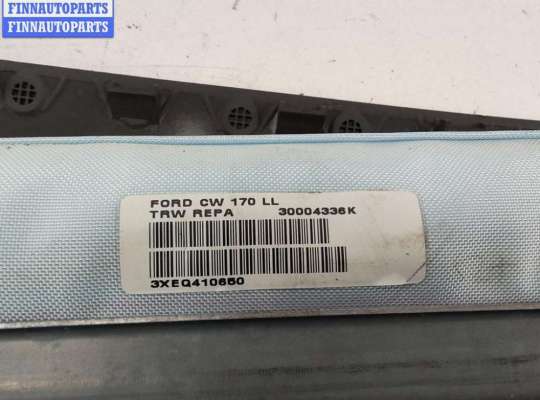 FINNAUTOPARTS
FINNAUTOPARTS
FORD CW 170 LL
TRW REPA 30004336K
3XEQ410650